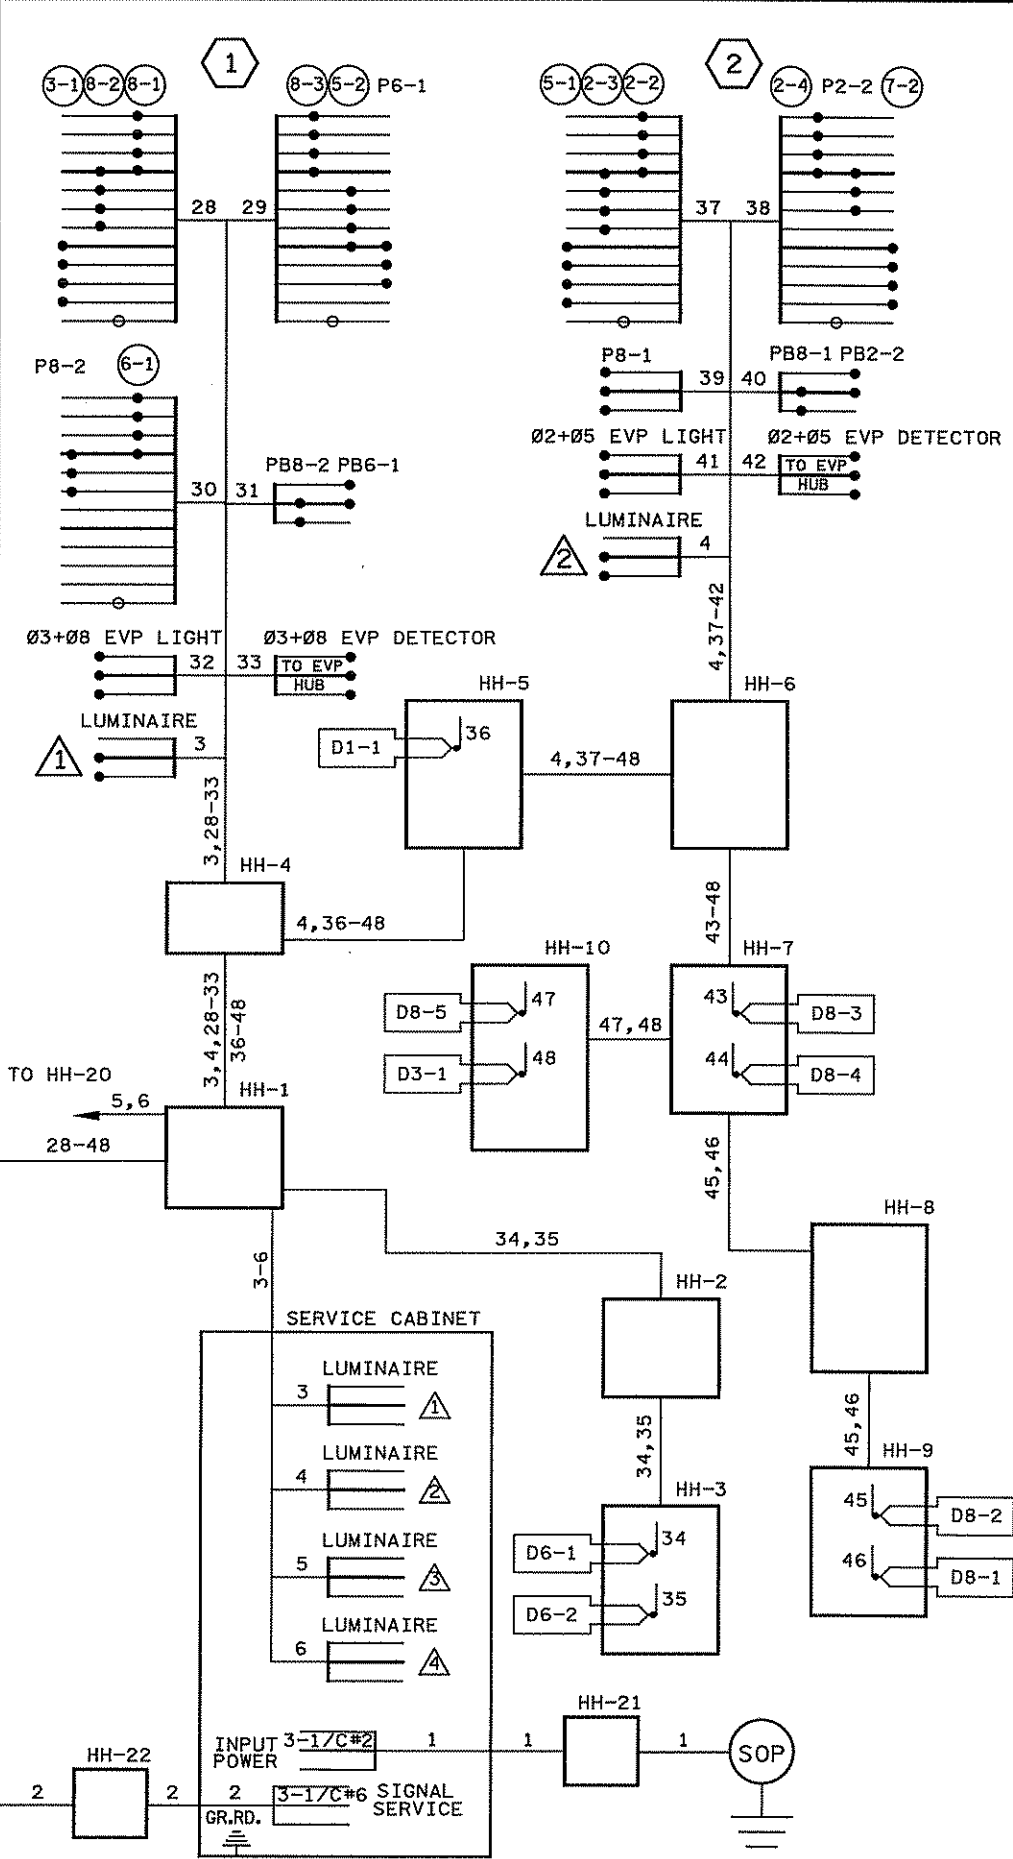 1
2
3-1 8-2 8-1
8-3 5-2 P6-1
5-1 2-3 2-2
2-4 P2-2 7-2
28 29
37 38
P8-2 6-1
P8-1
PB8-1 PB2-2
39 40
Ø2+Ø5 EVP LIGHT
Ø2+Ø5 EVP DETECTOR
41 42
TO EVP
HUB
PB8-2 PB6-1
30 31
LUMINAIRE
2
4
4,37-42
Ø3+Ø8 EVP LIGHT
Ø3+Ø8 EVP DETECTOR
32 33
TO EVP
HUB
LUMINAIRE
1
3
3,28-33
HH-5
D1-1
36
4,37-48
HH-6
HH-4
4,36-48
43-48
HH-10
D8-5
47
D3-1
48
47,48
HH-7
43
D8-3
44
D8-4
3,4,28-33
36-48
TO HH-20
5,6
HH-1
28-48
45,46
HH-8
34,35
3-6
HH-2
SERVICE CABINET
LUMINAIRE
3
1
LUMINAIRE
4
2
LUMINAIRE
5
3
LUMINAIRE
6
4
34,35
45,46
HH-9
45
D8-2
46
D8-1
HH-3
D6-1
34
D6-2
35
INPUT
POWER
3-1/C#2
1
1
HH-21
1
SOP
HH-22
2
2
2
GR.RD.
3-1/C#6
SIGNAL
SERVICE